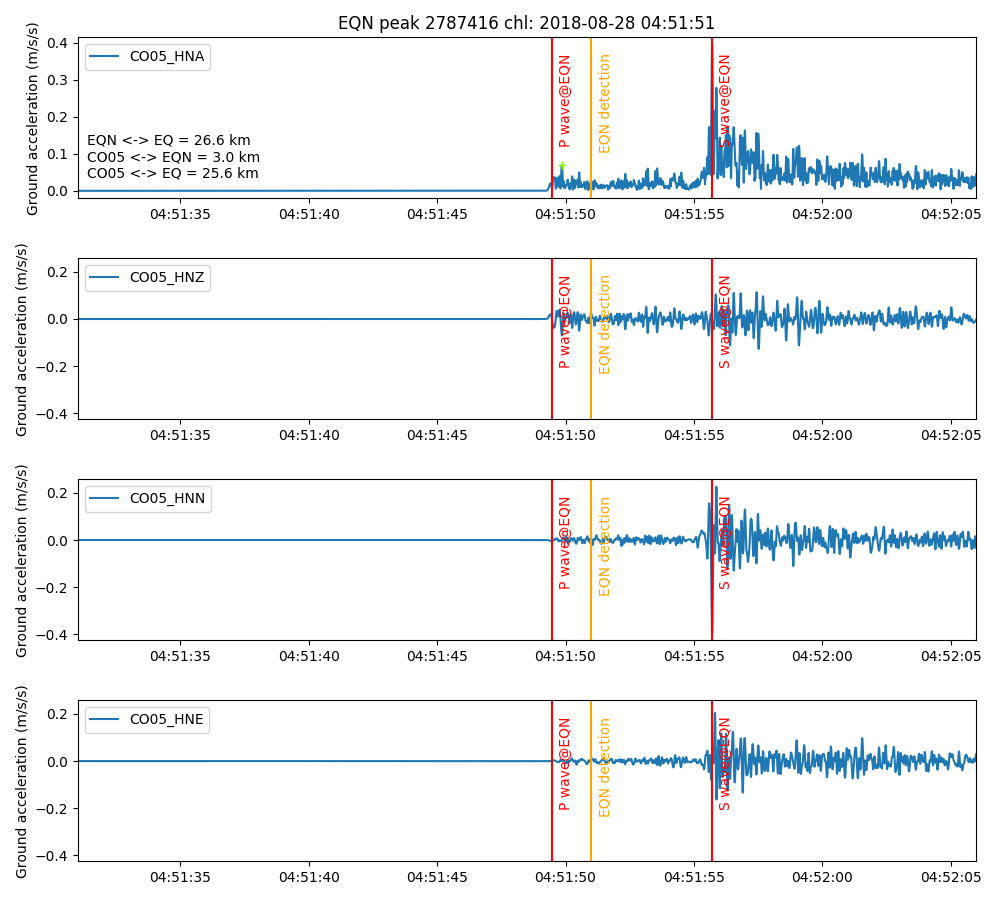 EQN peak 2787416 chl: 2018-08-28 04:51:51
Ground acceleration (m/s/s)
0.4
0.3
0.2
0.1
0.0
CO05_HNA
EQN <-> EQ = 26.6 km
CO05 <-> EQN = 3.0 km
CO05 <-> EQ = 25.6 km
P wave@EQN
EQN detection
S wave@EQN
04:51:35 04:51:40 04:51:45 04:51:50 04:51:55 04:52:00 04:52:05
Ground acceleration (m/s/s)
0.2
0.0
−0.2
−0.4
CO05_HNZ
P wave@EQN
EQN detection
S wave@EQN
04:51:35 04:51:40 04:51:45 04:51:50 04:51:55 04:52:00 04:52:05
Ground acceleration (m/s/s)
0.2
0.0
−0.2
−0.4
CO05_HNN
P wave@EQN
EQN detection
S wave@EQN
04:51:35 04:51:40 04:51:45 04:51:50 04:51:55 04:52:00 04:52:05
Ground acceleration (m/s/s)
0.2
0.0
−0.2
−0.4
CO05_HNE
P wave@EQN
EQN detection
S wave@EQN
04:51:35 04:51:40 04:51:45 04:51:50 04:51:55 04:52:00 04:52:05